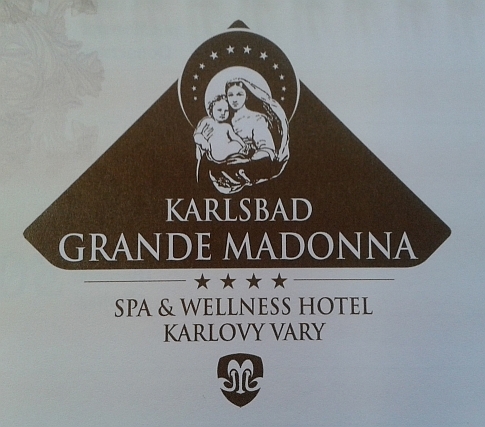 KARLSBAD
GRANDE MADONNA
SPA & WELLNESS HOTEL
KARLOVY VARY